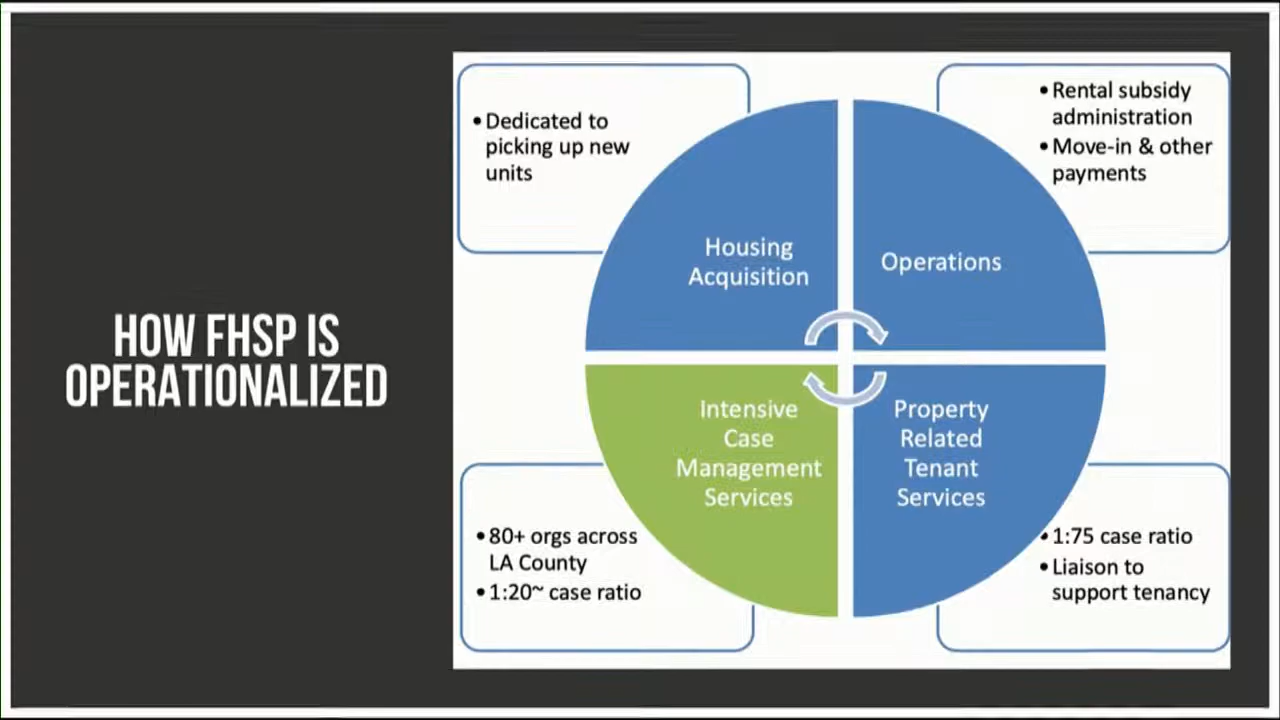 HOW FHSP IS
OPERATIONALIZED
• Dedicated to
picking up new
units
• Rental subsidy
administration
• Move-in & other
payments
Housing
Acquisition
Operations
Intensive
Case
Management
Services
Property
Related
Tenant
Services
• 80+ orgs across
LA County
• 1:20~ case ratio
• 1:75 case ratio
• Liaison to
support tenancy